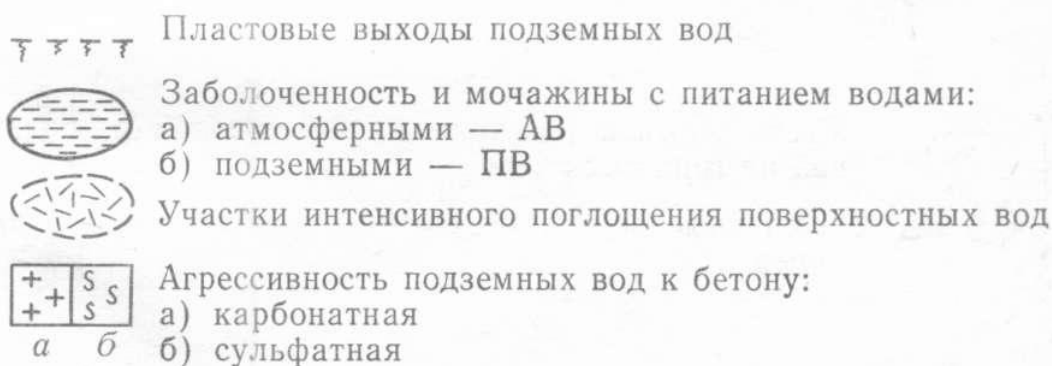 Пластовые выходы подземных вод
Заболоченность и мочажины с питанием водами:
а) атмосферными — АВ
б) подземными — ПВ
Участки интенсивного поглощения поверхностных вод
Агрессивность подземных вод к бетону:
+ + + S S S
а) карбонатная
а б
б) сульфатная